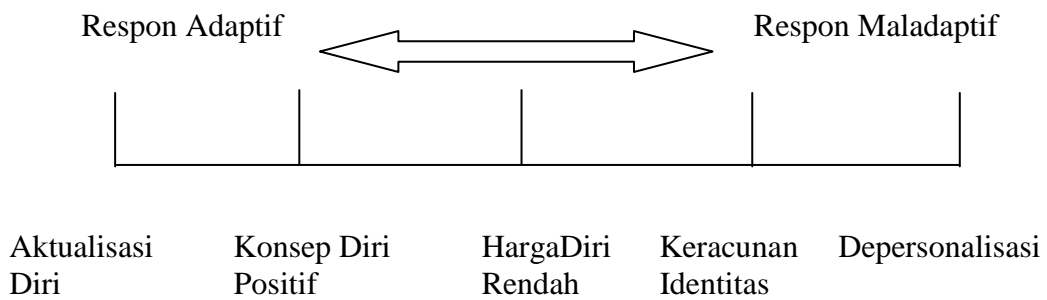 Respon Adaptif Respon Maladaptif
Aktualisasi Diri
Konsep Diri Positif
HargaDiri Rendah
Keracunan Identitas
Depersonalisasi